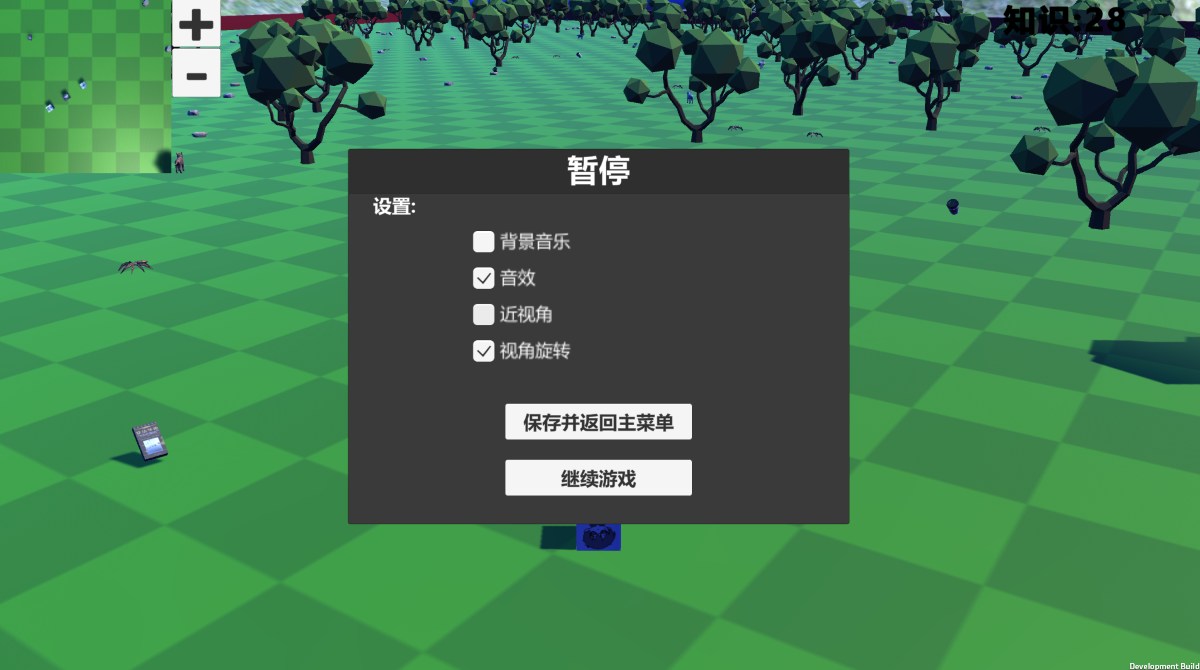 知识:28
暂停
设置:
背景音乐
音效
近视角
视角旋转
保存并返回主菜单
继续游戏
Development Build